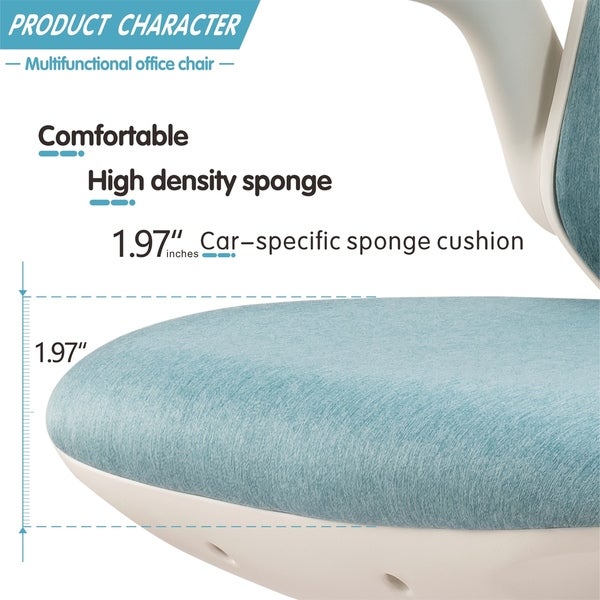 PRODUCT CHARACTER
Multifunctional office chair
Comfortable
High density sponge
1.97“ inches Car-specific sponge cushion
1.97“